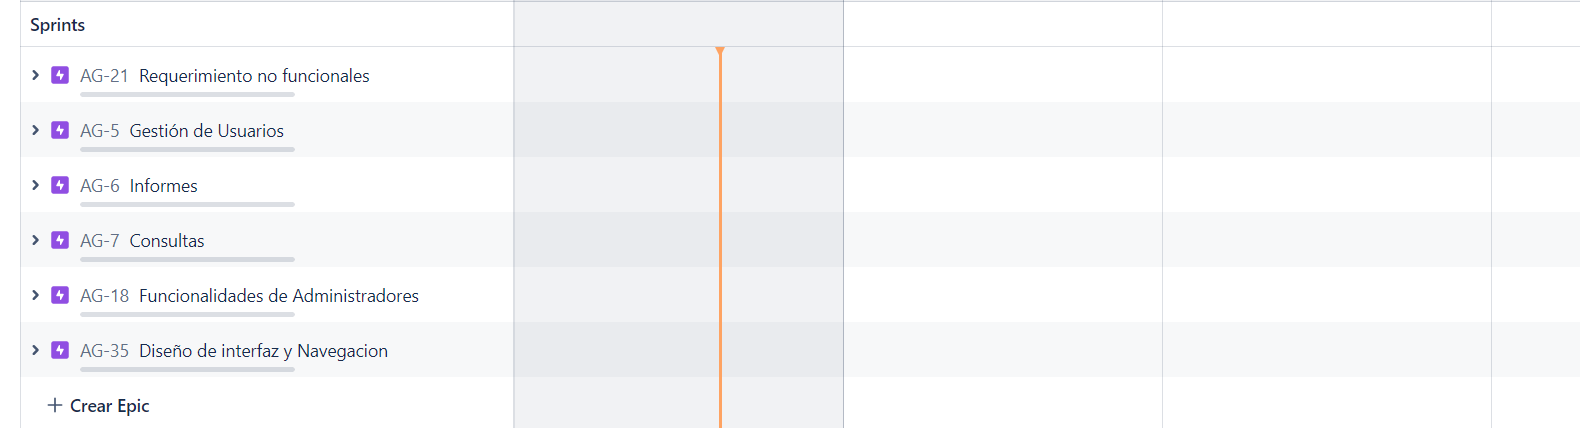 Sprints
AG-21 Requerimiento no funcionales
AG-5 Gestión de Usuarios
AG-6 Informes
AG-7 Consultas
AG-18 Funcionalidades de Administradores
AG-35 Diseño de interfaz y Navegacion
+ Crear Epic